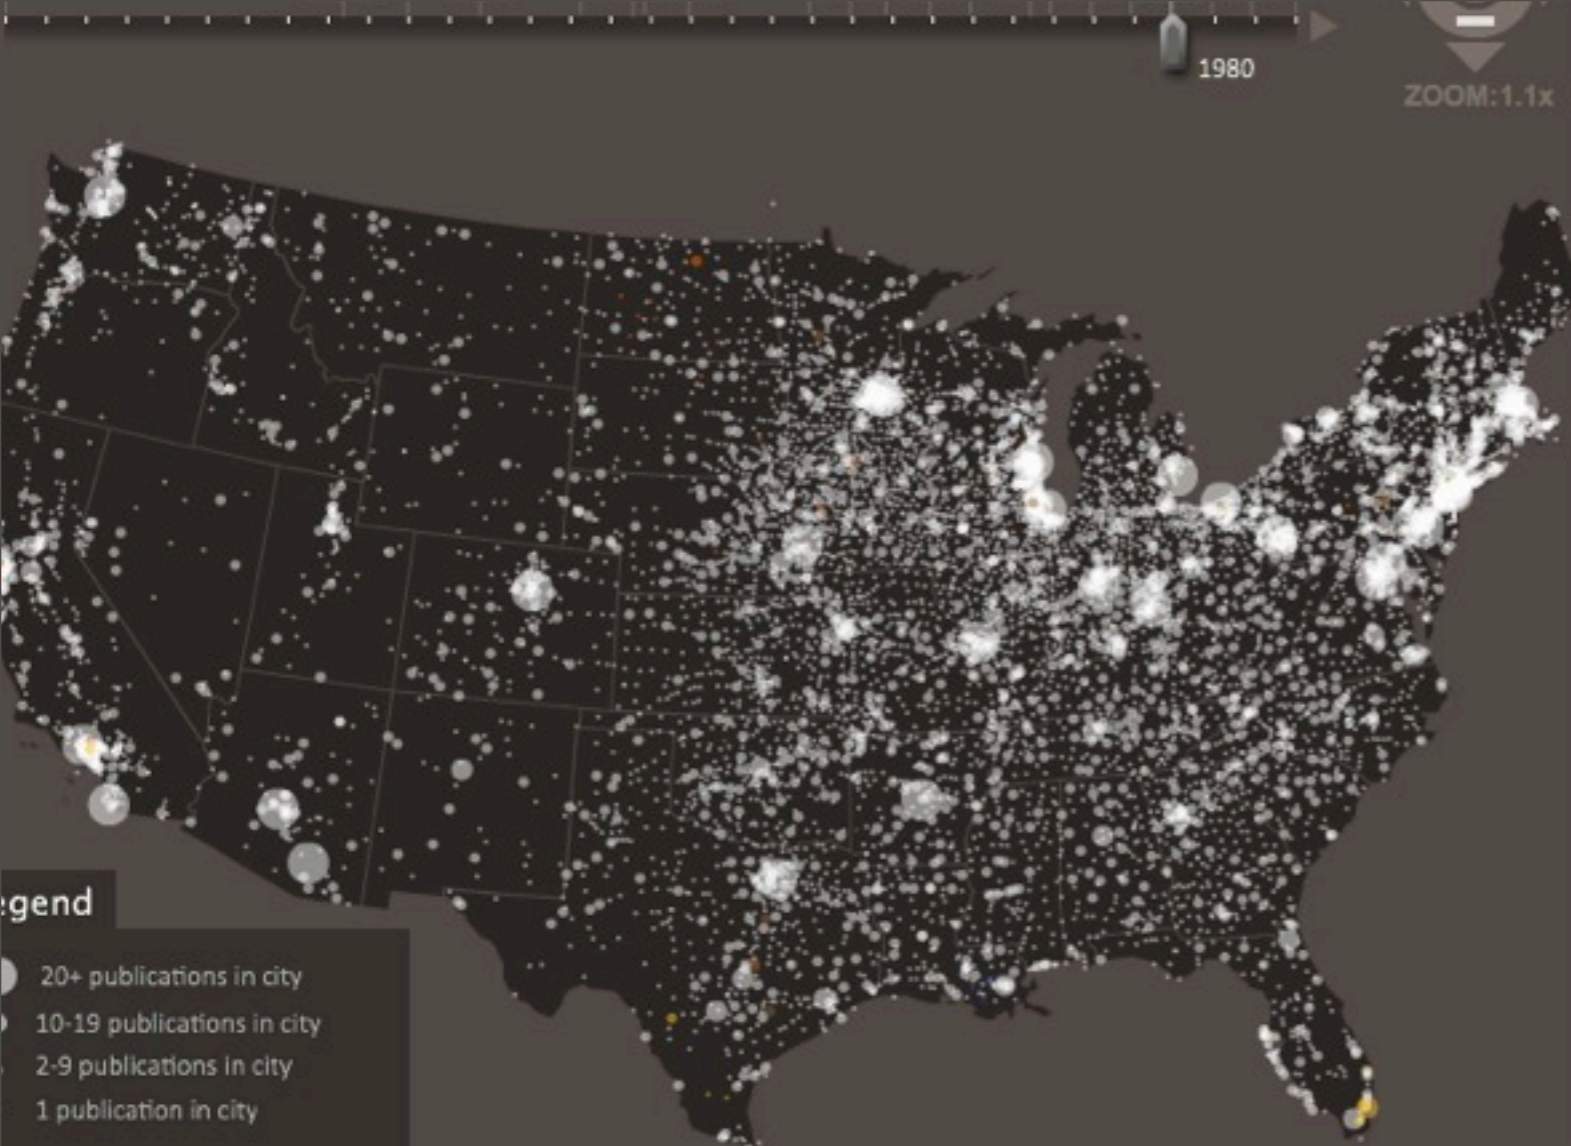 1980
ZOOM:1.1x
egend
20+ publications in city
10-19 publications in city
2-9 publications in city
1 publication in city